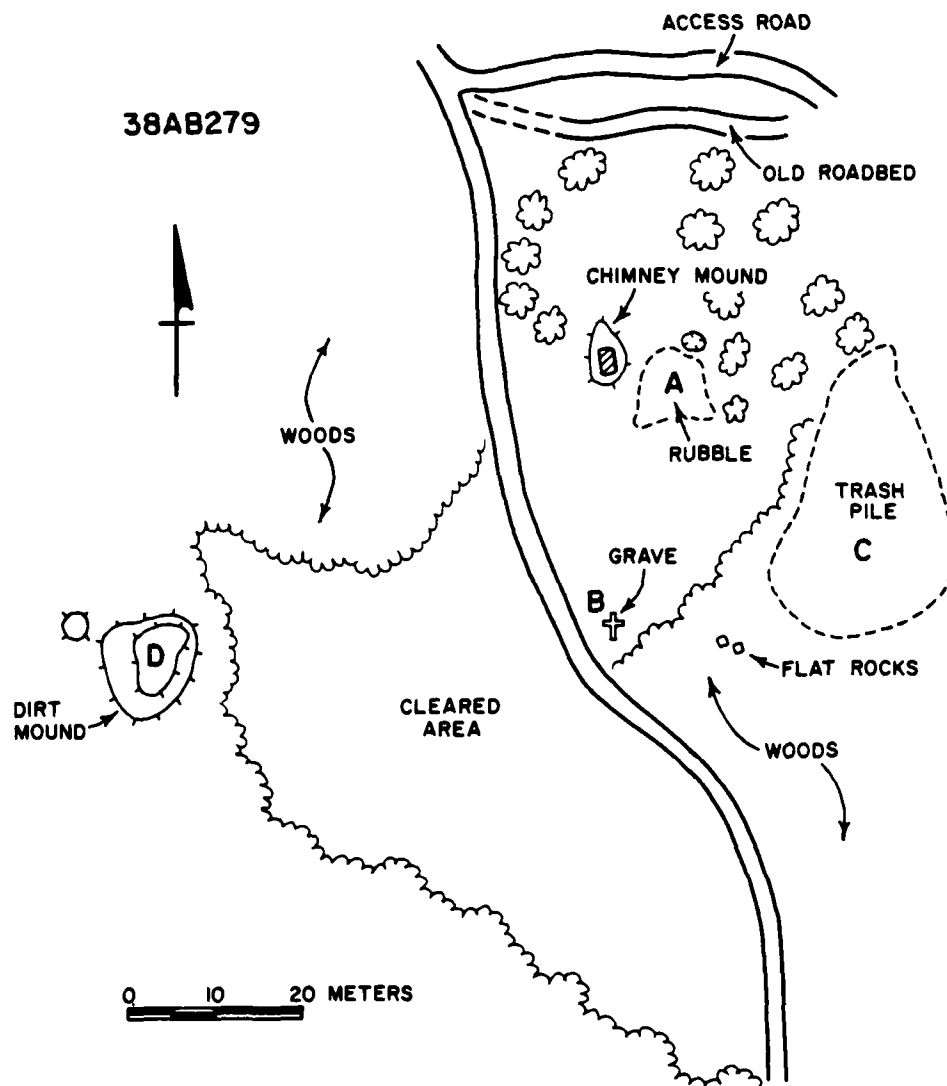 ACCESS ROAD
38AB279
OLD ROADBED
CHIMNEY MOUND
A
RUBBLE
WOODS
TRASH
PILE
C
GRAVE
B
FLAT ROCKS
D
DIRT
MOUND
CLEARED
AREA
WOODS
0 10 20 METERS